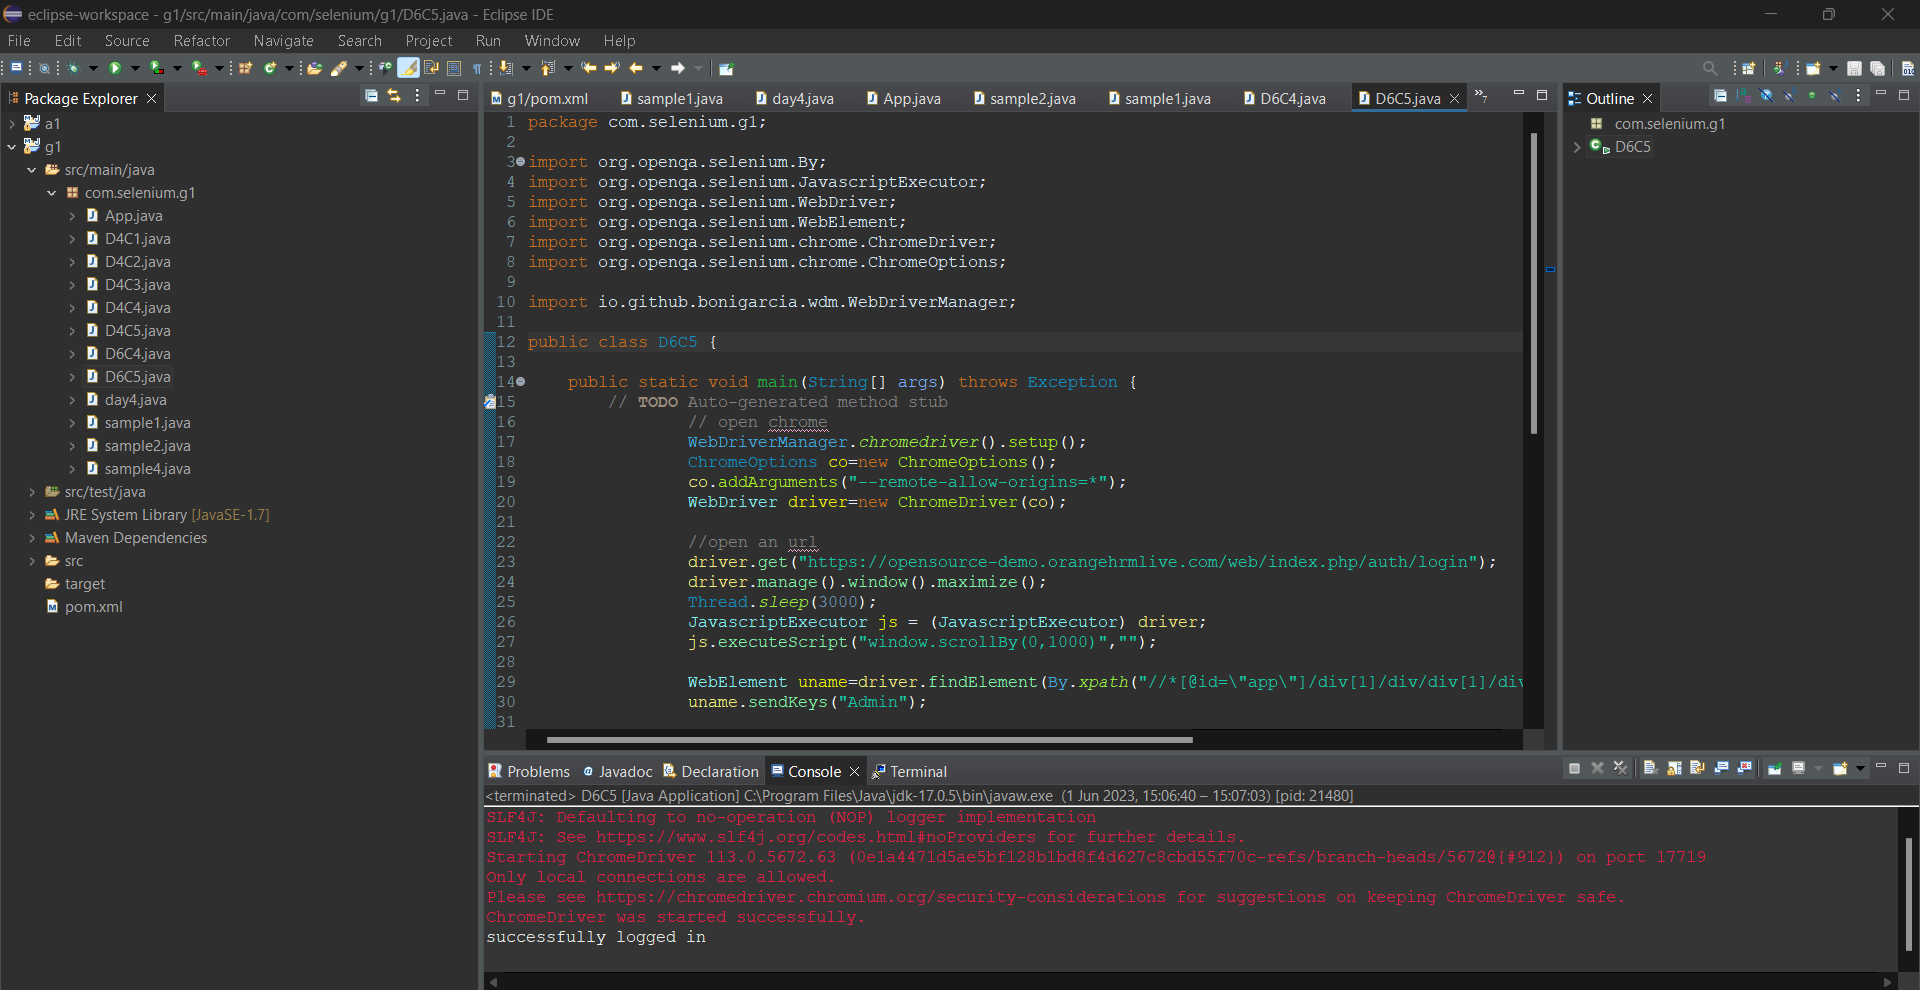 eclipse-workspace - g1/src/main/java/com/selenium/g1/D6C5.java - Eclipse IDE
File Edit Source Refactor Navigate Search Project Run Window Help
Package Explorer
a1
g1
src/main/java
com.selenium.g1
App.java
D4C1.java
D4C2.java
D4C3.java
D4C4.java
D4C5.java
D6C4.java
D6C5.java
day4.java
sample1.java
sample2.java
sample4.java
src/test/java
JRE System Library [JavaSE-1.7]
Maven Dependencies
src
target
pom.xml
g1/pom.xml sample1.java day4.java App.java sample2.java sample1.java D6C4.java D6C5.java »7
1 package com.selenium.g1;
2
3 import org.openqa.selenium.By;
4 import org.openqa.selenium.JavascriptExecutor;
5 import org.openqa.selenium.WebDriver;
6 import org.openqa.selenium.WebElement;
7 import org.openqa.selenium.chrome.ChromeDriver;
8 import org.openqa.selenium.chrome.ChromeOptions;
9
10 import io.github.bonigarcia.wdm.WebDriverManager;
11
12 public class D6C5 {
13
14 public static void main(String[] args) throws Exception {
15 // TODO Auto-generated method stub
16 // open chrome
17 WebDriverManager.chromedriver().setup();
18 ChromeOptions co=new ChromeOptions();
19 co.addArguments("--remote-allow-origins=*");
20 WebDriver driver=new ChromeDriver(co);
21
22 //open an url
23 driver.get("https://opensource-demo.orangehrmlive.com/web/index.php/auth/login");
24 driver.manage().window().maximize();
25 Thread.sleep(3000);
26 JavascriptExecutor js = (JavascriptExecutor) driver;
27 js.executeScript("window.scrollBy(0,1000)","");
28
29 WebElement uname=driver.findElement(By.xpath("//*[@id=\"app\"]/div[1]/div/div[1]/div
30 uname.sendKeys("Admin");
31
Outline
com.selenium.g1
D6C5
Problems Javadoc Declaration Console Terminal
<terminated> D6C5 [Java Application] C:\Program Files\Java\jdk-17.0.5\bin\javaw.exe (1 Jun 2023, 15:06:40 – 15:07:03) [pid: 21480]
SLF4J: Defaulting to no-operation (NOP) logger implementation
SLF4J: See https://www.slf4j.org/codes.html#noProviders for further details.
Starting ChromeDriver 113.0.5672.63 (0e1a4471d5ae5bf128b1bd8f4d627c8cbd55f70c-refs/branch-heads/5672@{#912}) on port 17719
Only local connections are allowed.
Please see https://chromedriver.chromium.org/security-considerations for suggestions on keeping ChromeDriver safe.
ChromeDriver was started successfully.
successfully logged in